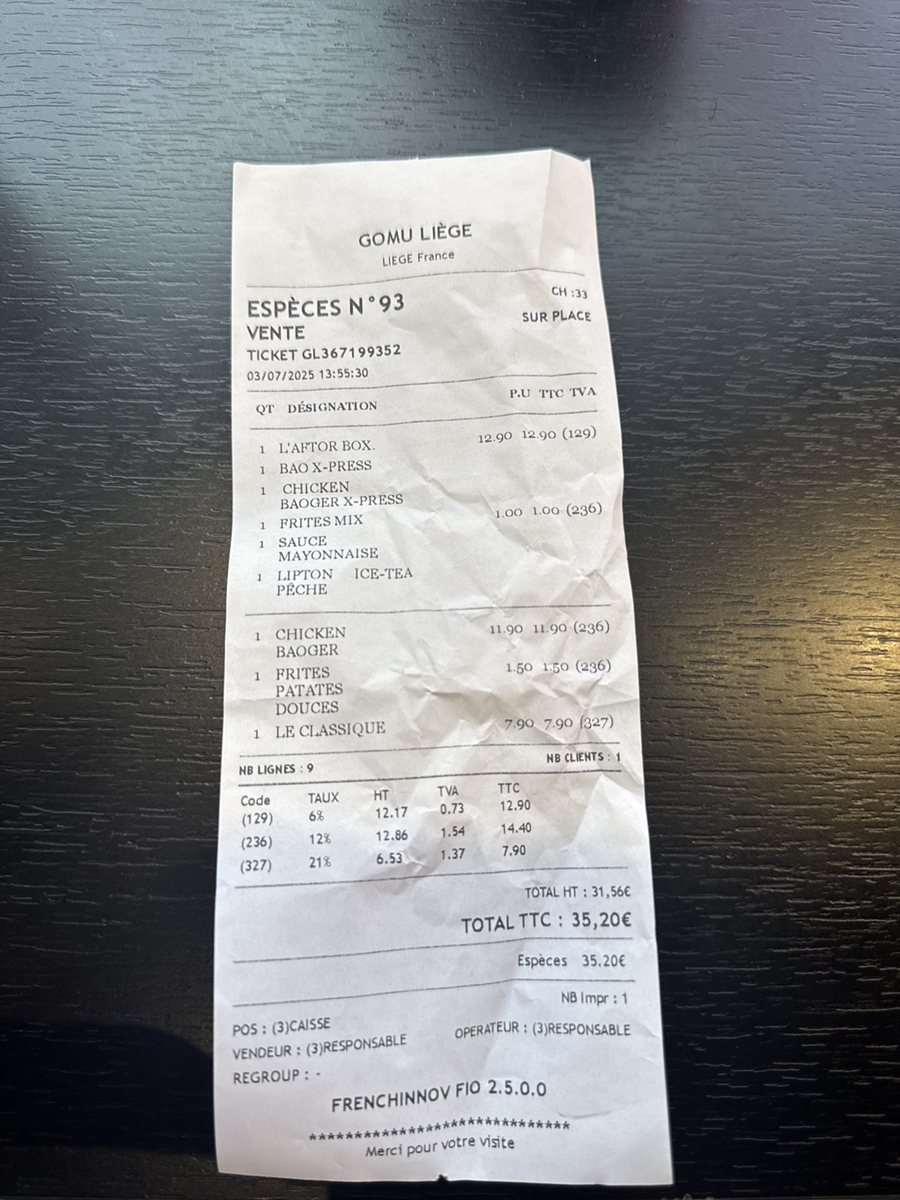 GOMU LIÈGE
LIEGE France
CH :33
ESPÈCES N°93
SUR PLACE
VENTE
TICKET GL367199352
03/07/2025 13:55:30
QT DÉSIGNATION P.U TTC TVA
1 L'AFTOR BOX. 12.90 12.90 (129)
1 BAO X-PRESS
1 CHICKEN
BAOGER X-PRESS
1 FRITES MIX 1.00 1.00 (236)
1 SAUCE
MAYONNAISE
1 LIPTON ICE-TEA
PÊCHE
1 CHICKEN 11.90 11.90 (236)
BAOGER
1 FRITES 1.50 1.50 (236)
PATATES
DOUCES
1 LE CLASSIQUE 7.90 7.90 (327)
NB LIGNES : 9 NB CLIENTS : 1
Code TAUX HT TVA TTC
(129) 6% 12.17 0.73 12.90
(236) 12% 12.86 1.54 14.40
(327) 21% 6.53 1.37 7.90
TOTAL HT : 31,56€
TOTAL TTC : 35,20€
Espèces 35.20€
NB Impr : 1
POS : (3)CAISSE
VENDEUR : (3)RESPONSABLE OPERATEUR : (3)RESPONSABLE
REGROUP : -
FRENCHINNOV FIO 2.5.0.0
*****************************
Merci pour votre visite